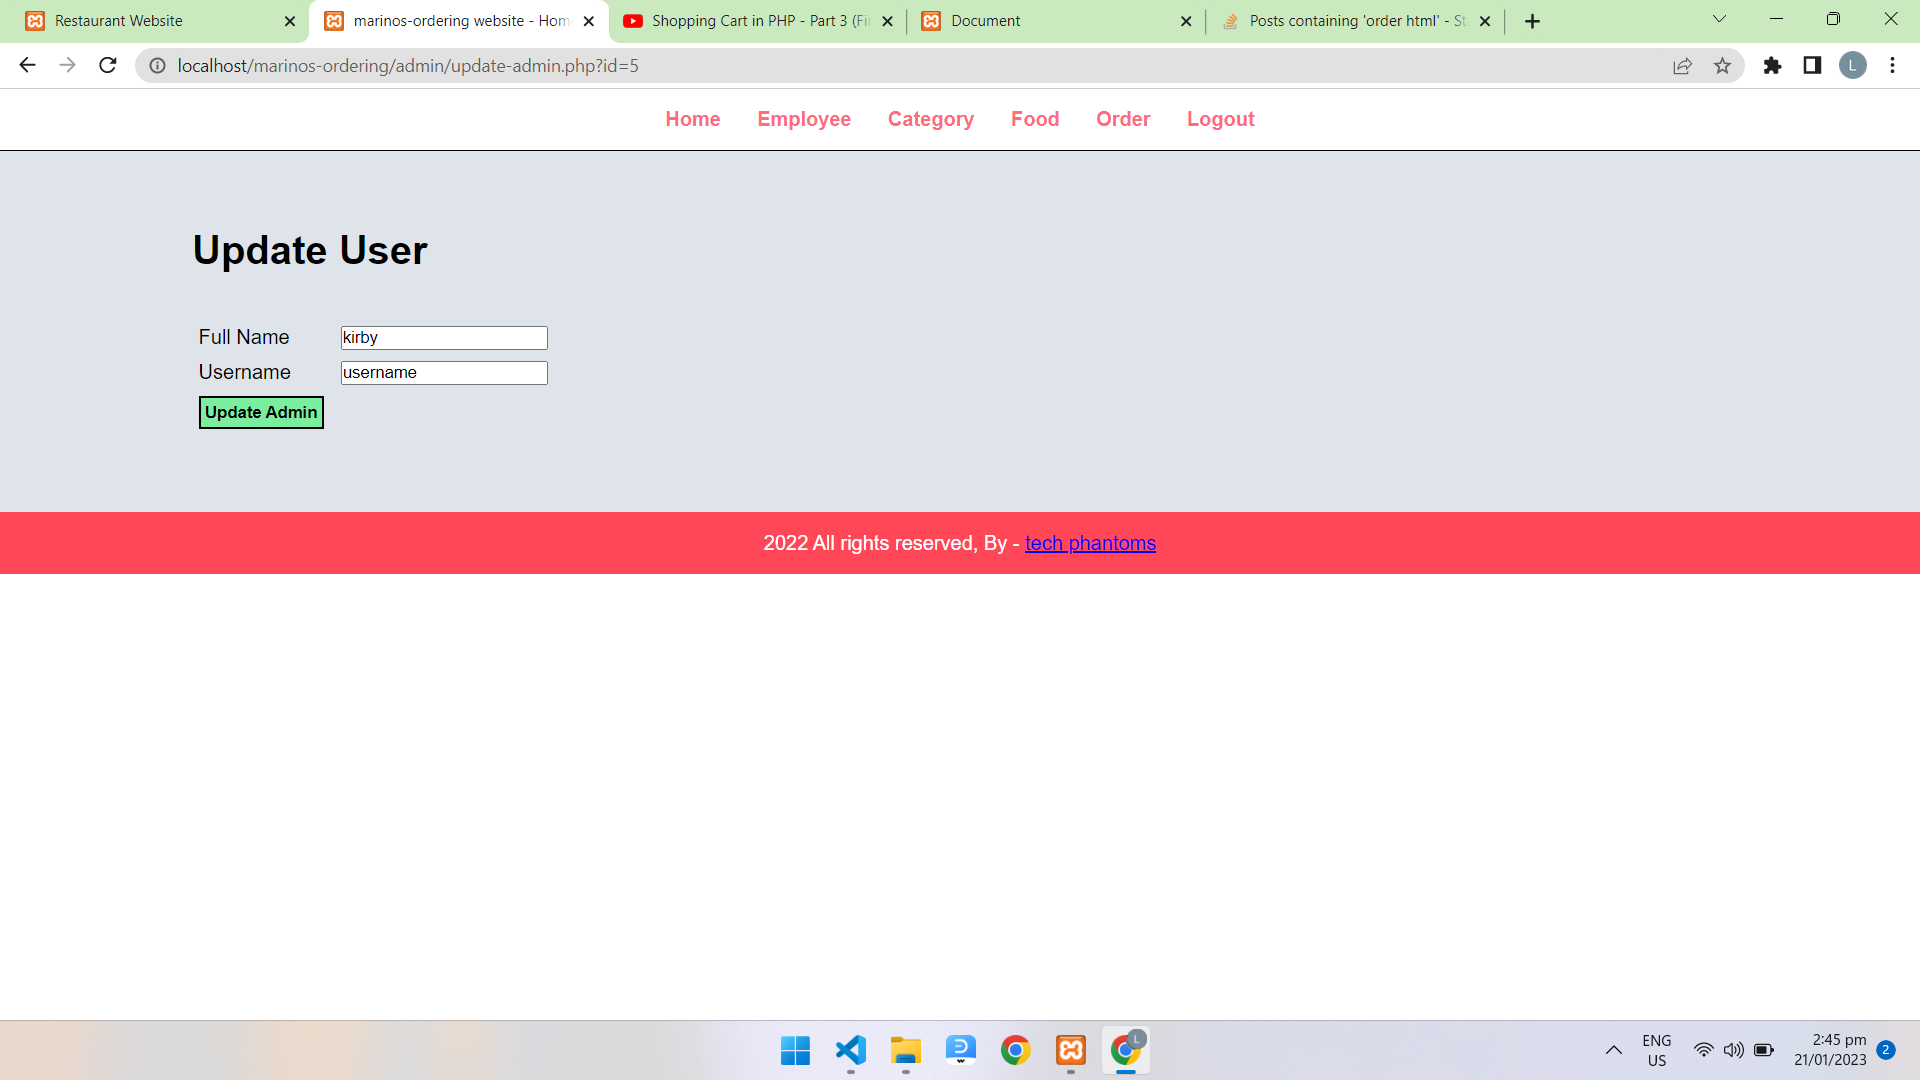 Restaurant Website
marinos-ordering website - Hom
Shopping Cart in PHP - Part 3 (Fi
Document
Posts containing 'order html' - St
localhost/marinos-ordering/admin/update-admin.php?id=5
L
Home Employee Category Food Order Logout
Update User
Full Name kirby
Username username
Update Admin
2022 All rights reserved, By - tech phantoms
L
ENG
US
2:45 pm
21/01/2023
2